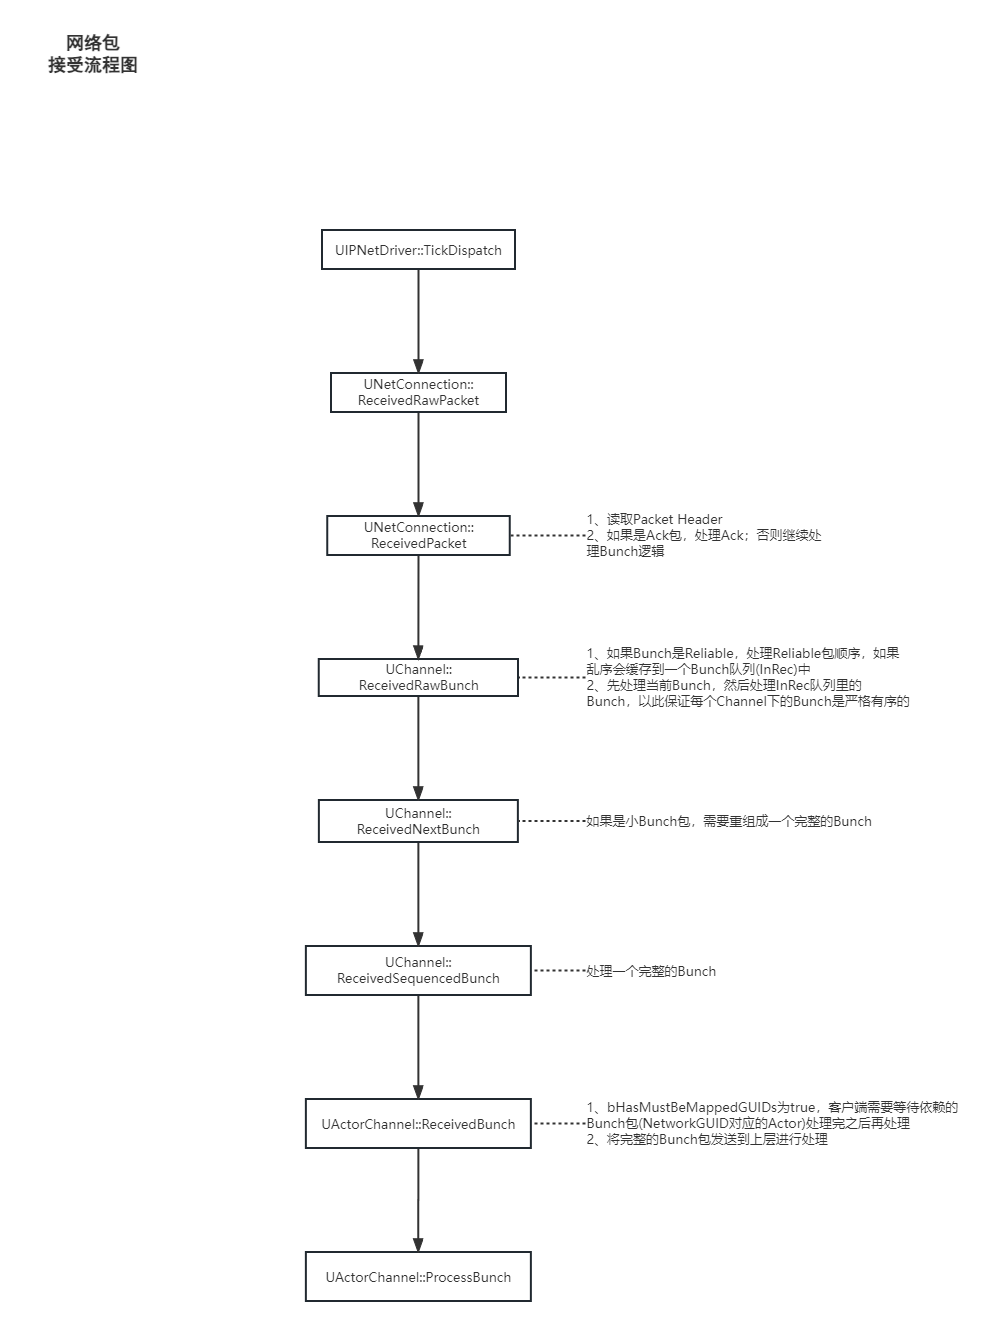 网络包
接受流程图
UIPNetDriver::TickDispatch
UNetConnection::
ReceivedRawPacket
UNetConnection::
ReceivedPacket
1、读取Packet Header
2、如果是Ack包，处理Ack；否则继续处
理Bunch逻辑
UChannel::
ReceivedRawBunch
1、如果Bunch是Reliable，处理Reliable包顺序，如果
乱序会缓存到一个Bunch队列(InRec)中
2、先处理当前Bunch，然后处理InRec队列里的
Bunch，以此保证每个Channel下的Bunch是严格有序的
UChannel::
ReceivedNextBunch
如果是小Bunch包，需要重组成一个完整的Bunch
UChannel::
ReceivedSequencedBunch
处理一个完整的Bunch
UActorChannel::ReceivedBunch
1、bHasMustBeMappedGUIDs为true，客户端需要等待依赖的
Bunch包(NetworkGUID对应的Actor)处理完之后再处理
2、将完整的Bunch包发送到上层进行处理
UActorChannel::ProcessBunch